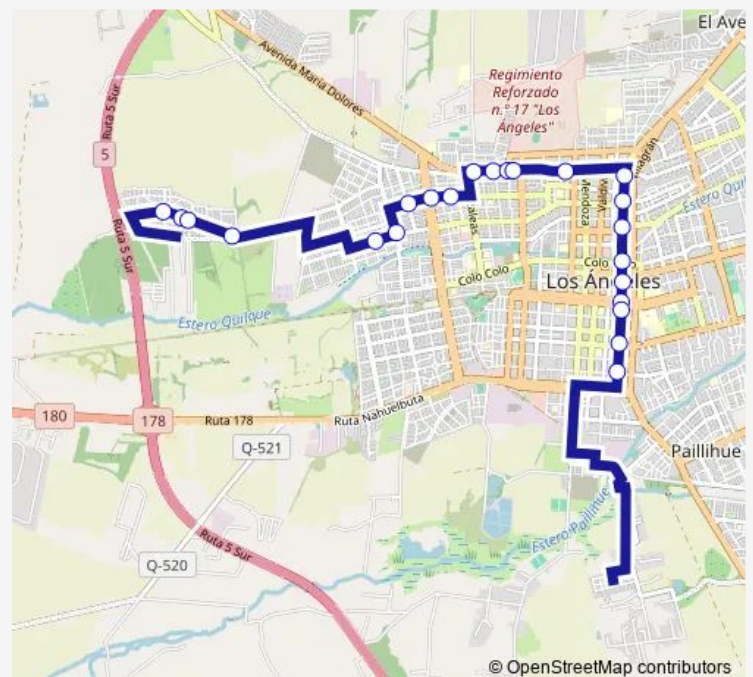 El Ave
Avenida María Dolores
Regimiento
Reforzado
n.° 17 "Los
Ángeles"
Ruta 5 Sur
5
Mendoza
Colo Colo
Los Ángeles
Ruta 5 Sur
Estero Quilque
180
178
Ruta 178
Ruta Nahuelbuta
Q-521
Paillihue
Ruta 5 Sur
Estero Paillihue
Q-520
© OpenStreetMap contributors